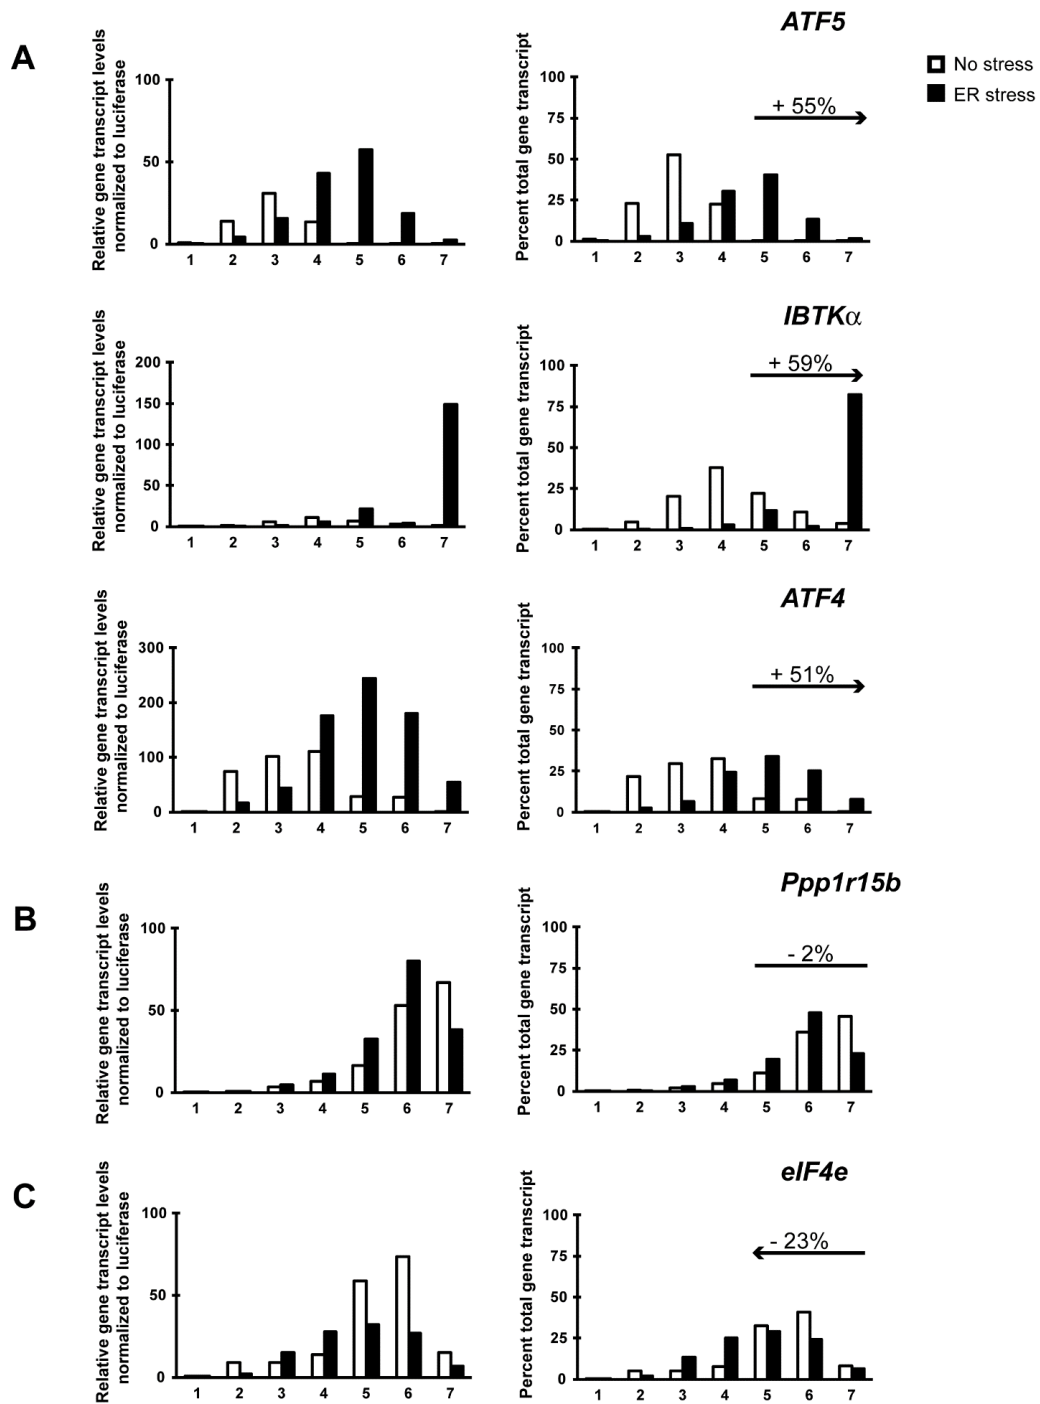 A
ATF5
No stress
ER stress
Relative gene transcript levels
normalized to luciferase
100
50
0
1 2 3 4 5 6 7
Percent total gene transcript
100
75
50
25
0
+ 55%
1 2 3 4 5 6 7
IBTKα
Relative gene transcript levels
normalized to luciferase
200
150
100
50
0
1 2 3 4 5 6 7
Percent total gene transcript
100
75
50
25
0
+ 59%
1 2 3 4 5 6 7
ATF4
Relative gene transcript levels
normalized to luciferase
300
200
100
0
1 2 3 4 5 6 7
Percent total gene transcript
100
75
50
25
0
+ 51%
1 2 3 4 5 6 7
B
Ppp1r15b
Relative gene transcript levels
normalized to luciferase
100
50
0
1 2 3 4 5 6 7
Percent total gene transcript
100
75
50
25
0
- 2%
1 2 3 4 5 6 7
C
eIF4e
Relative gene transcript levels
normalized to luciferase
100
50
0
1 2 3 4 5 6 7
Percent total gene transcript
100
75
50
25
0
- 23%
1 2 3 4 5 6 7